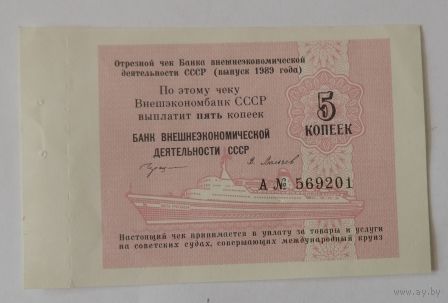 Отрезной чек Банка внешнеэкономической
деятельности СССР (выпуск 1989 года)
По этому чеку
Внешэкономбанк СССР
выплатит пять копеек
5
КОПЕЕК
БАНК ВНЕШНЕЭКОНОМИЧЕСКОЙ
ДЕЯТЕЛЬНОСТИ СССР
А № 569201
Настоящий чек принимается в уплату за товары и услуги
на советских судах, совершающих международный круиз
www.ay.by